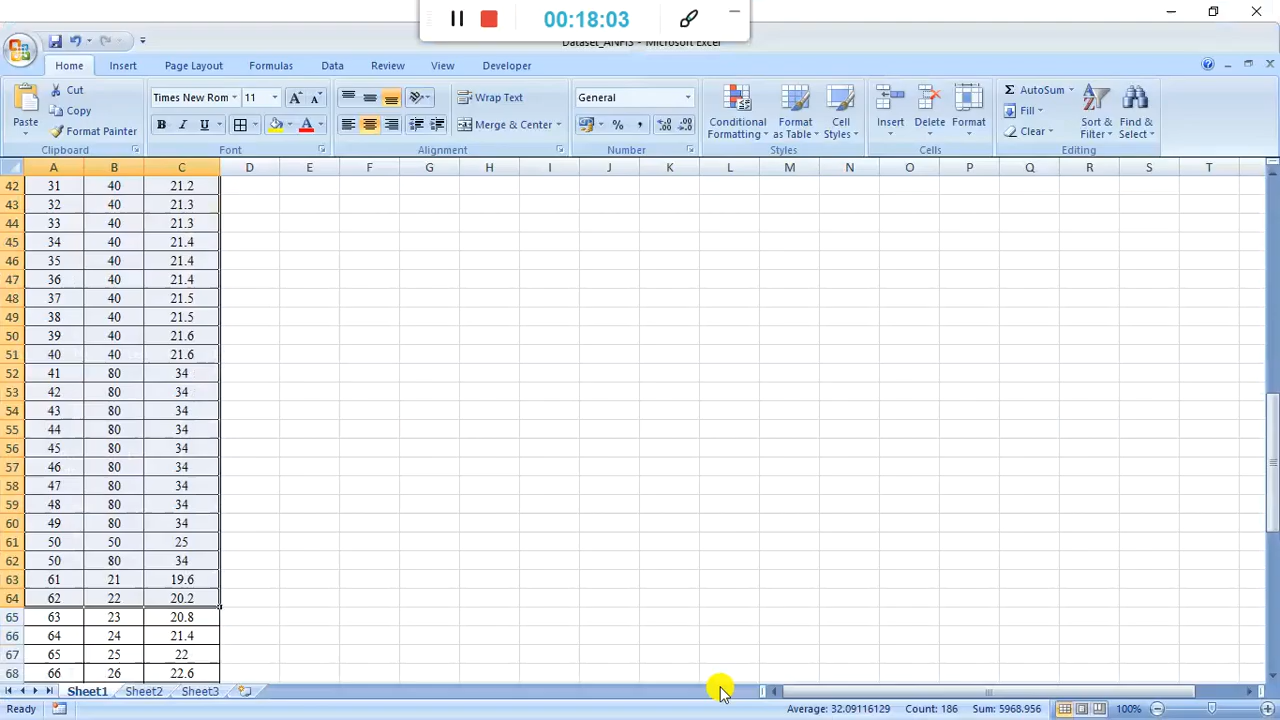 00:18:03
Dataset_ANFIS - Microsoft Excel
Home Insert Page Layout Formulas Data Review View Developer
Paste Cut Copy Format Painter Clipboard
Times New Rom 11 B I U A A A Font
Wrap Text Merge & Center Alignment
General % , .0 .00 .00 .0 Number
Conditional Formatting Format as Table Cell Styles Styles
Insert Delete Format Cells
Σ AutoSum Fill Clear Sort & Filter Find & Select Editing
A B C D E F G H I J K L M N O P Q R S T
42 31 40 21.2
43 32 40 21.3
44 33 40 21.3
45 34 40 21.4
46 35 40 21.4
47 36 40 21.4
48 37 40 21.5
49 38 40 21.5
50 39 40 21.6
51 40 40 21.6
52 41 80 34
53 42 80 34
54 43 80 34
55 44 80 34
56 45 80 34
57 46 80 34
58 47 80 34
59 48 80 34
60 49 80 34
61 50 50 25
62 50 80 34
63 61 21 19.6
64 62 22 20.2
65 63 23 20.8
66 64 24 21.4
67 65 25 22
68 66 26 22.6
Sheet1 Sheet2 Sheet3
Ready Average: 32.09116129 Count: 186 Sum: 5968.956 100%